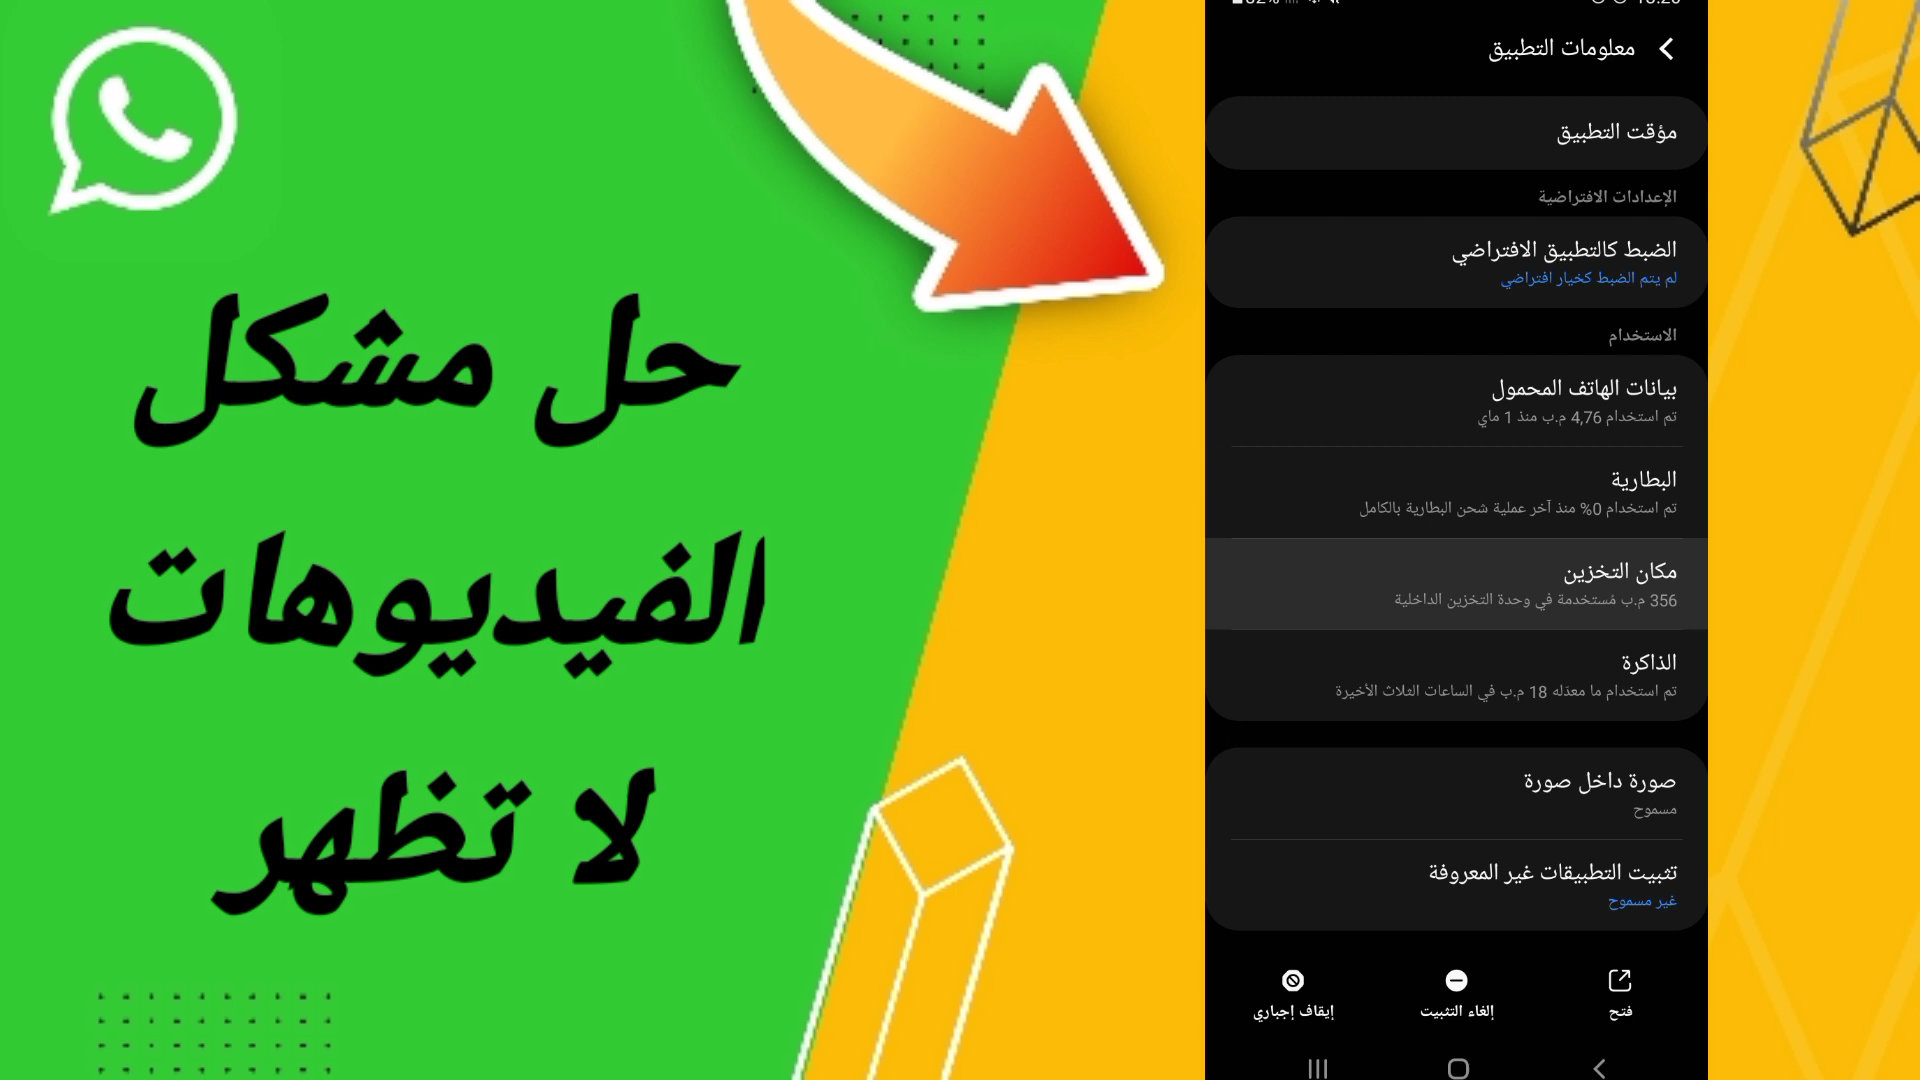 حل مشكل
الفيديوهات
لا تظهر
معلومات التطبيق
مؤقت التطبيق
الإعدادات الافتراضية
الضبط كالتطبيق الافتراضي
لم يتم الضبط كخيار افتراضي
الاستخدام
بيانات الهاتف المحمول
تم استخدام 4,76 م.ب منذ 1 ماي
البطارية
تم استخدام 0% منذ آخر عملية شحن البطارية بالكامل
مكان التخزين
356 م.ب مُستخدمة في وحدة التخزين الداخلية
الذاكرة
تم استخدام ما معدله 18 م.ب في الساعات الثلاث الأخيرة
صورة داخل صورة
مسموح
تثبيت التطبيقات غير المعروفة
غير مسموح
فتح
إلغاء التثبيت
إيقاف إجباري